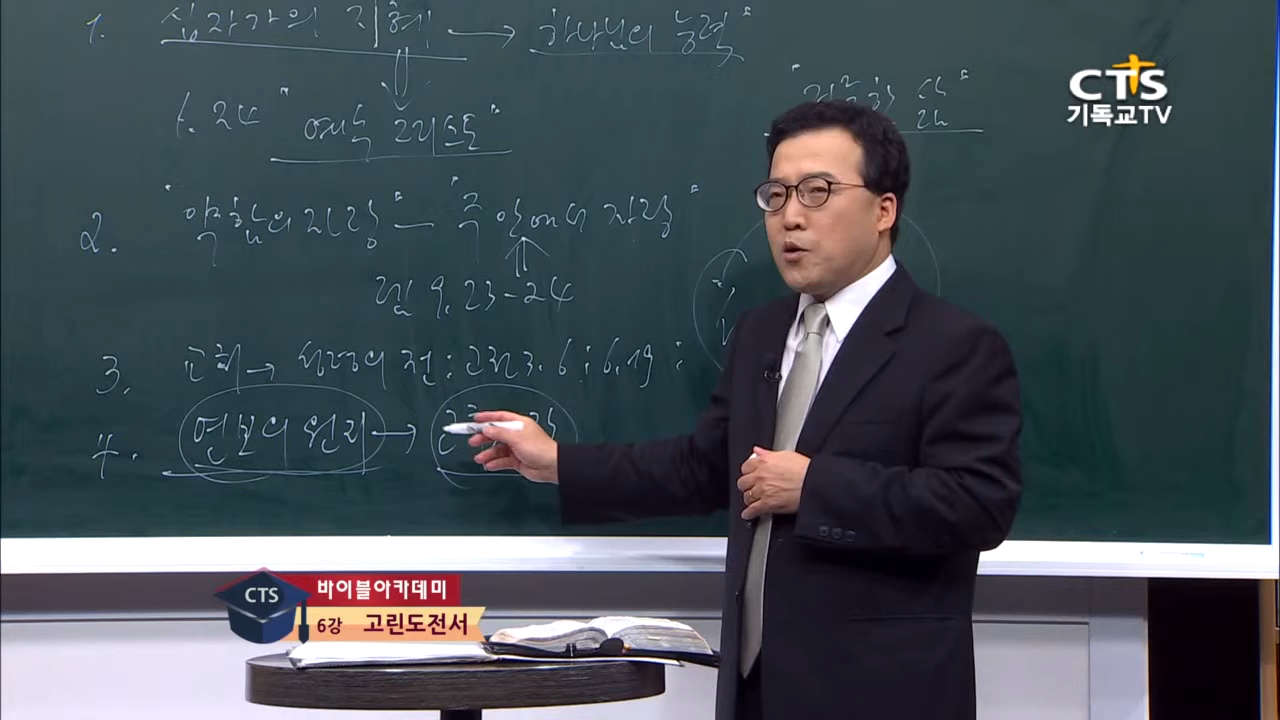 1. 십자가의 지혜 → 하나님의 능력"
1.24 "예수 그리스도"
2. "약함의 자랑" — "주 안에서 자랑"
렘 9.23-24
3. 교회 → 성령의 전 : 고전 3.6 ; 6.19 ;
4. 연보의 원리 →
CTS
기독교TV
CTS
바이블아카데미
6강 고린도전서